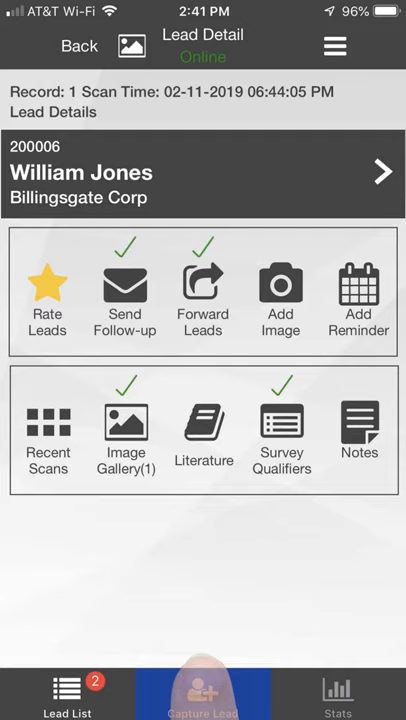 AT&T Wi-Fi 2:41 PM 96%
Back Lead Detail
Online
Record: 1 Scan Time: 02-11-2019 06:44:05 PM
Lead Details
200006
William Jones
Billingsgate Corp
Rate Leads
Send Follow-up
Forward Leads
Add Image
Add Reminder
Recent Scans
Image Gallery(1)
Literature
Survey Qualifiers
Notes
2
Lead List
Capture Lead
Stats